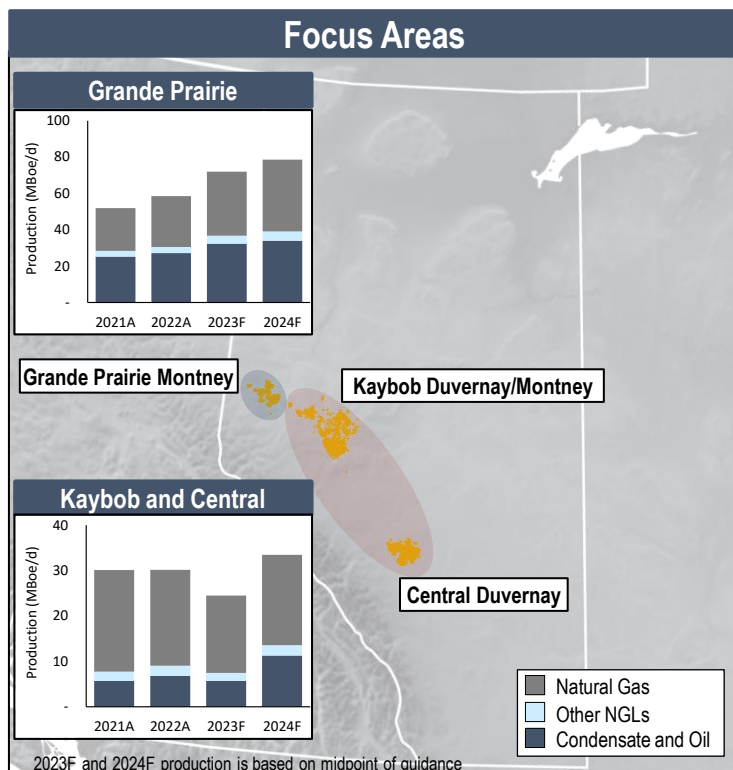 Focus Areas
Grande Prairie
Production (MBoe/d)
100
80
60
40
20
-
2021A 2022A 2023F 2024F
Grande Prairie Montney
Kaybob Duvernay/Montney
Kaybob and Central
Production (MBoe/d)
40
30
20
10
-
2021A 2022A 2023F 2024F
Central Duvernay
Natural Gas
Other NGLs
Condensate and Oil
2023F and 2024F production is based on midpoint of guidance